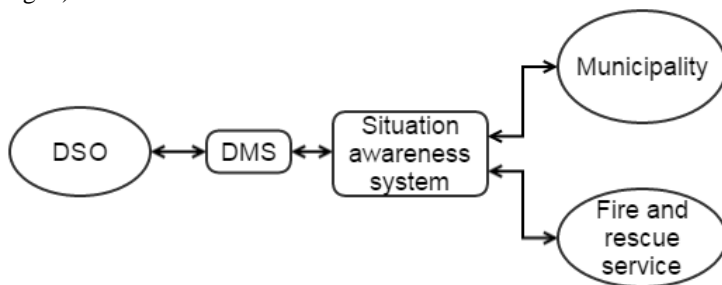 DSO
DMS
Situation
awareness
system
Municipality
Fire and
rescue
service